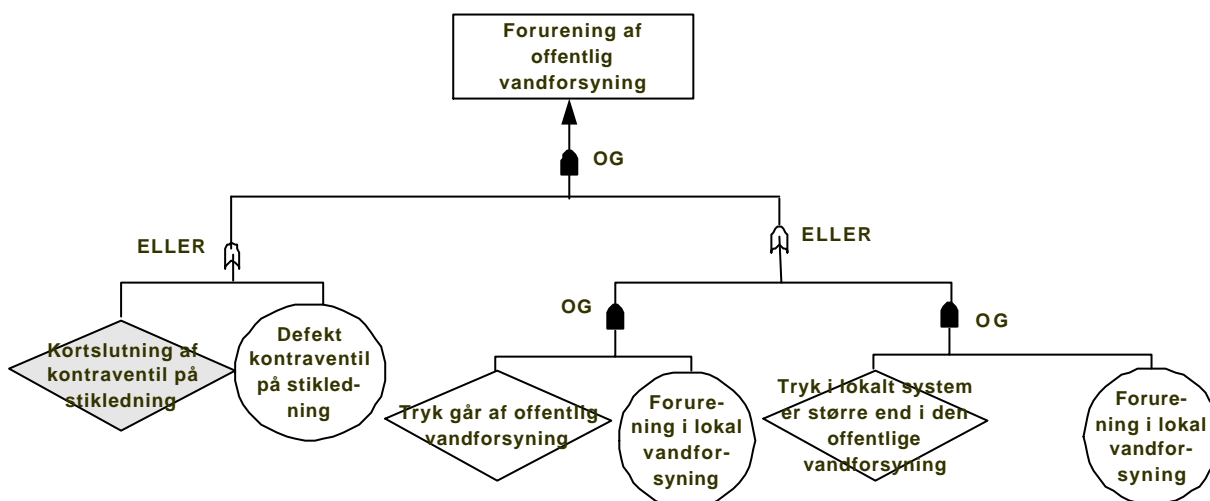 Forurening af
offentlig
vandforsyning
OG
ELLER
ELLER
OG
OG
Kortslutning af
kontraventil på
stikledning
Defekt
kontraventil
på stikled-
ning
Tryk går af offentlig
vandforsyning
Forure-
ning i lokal
vandfor-
syning
Tryk i lokalt system
er større end i den
offentlige
vandforsyning
Forure-
ning i lokal
vandfor-
syning